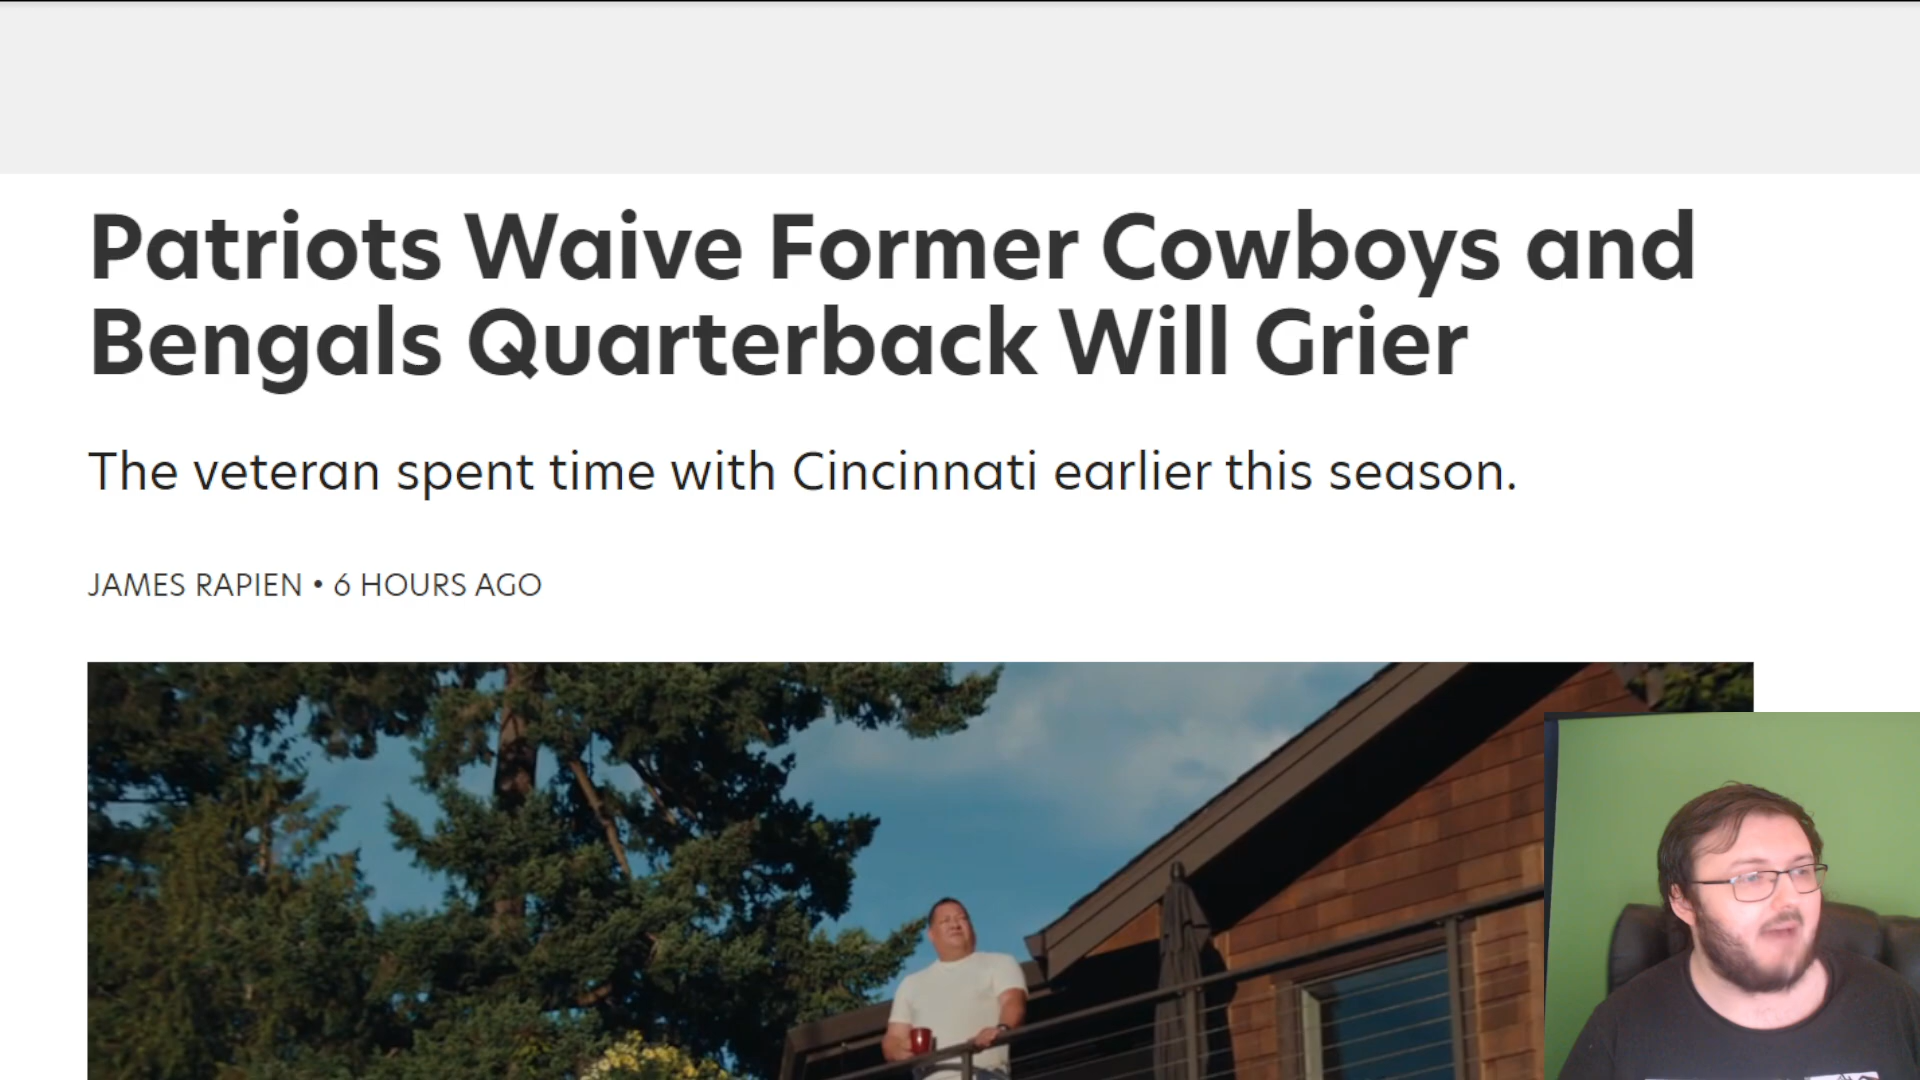 Patriots Waive Former Cowboys and
Bengals Quarterback Will Grier
The veteran spent time with Cincinnati earlier this season.
JAMES RAPIEN • 6 HOURS AGO